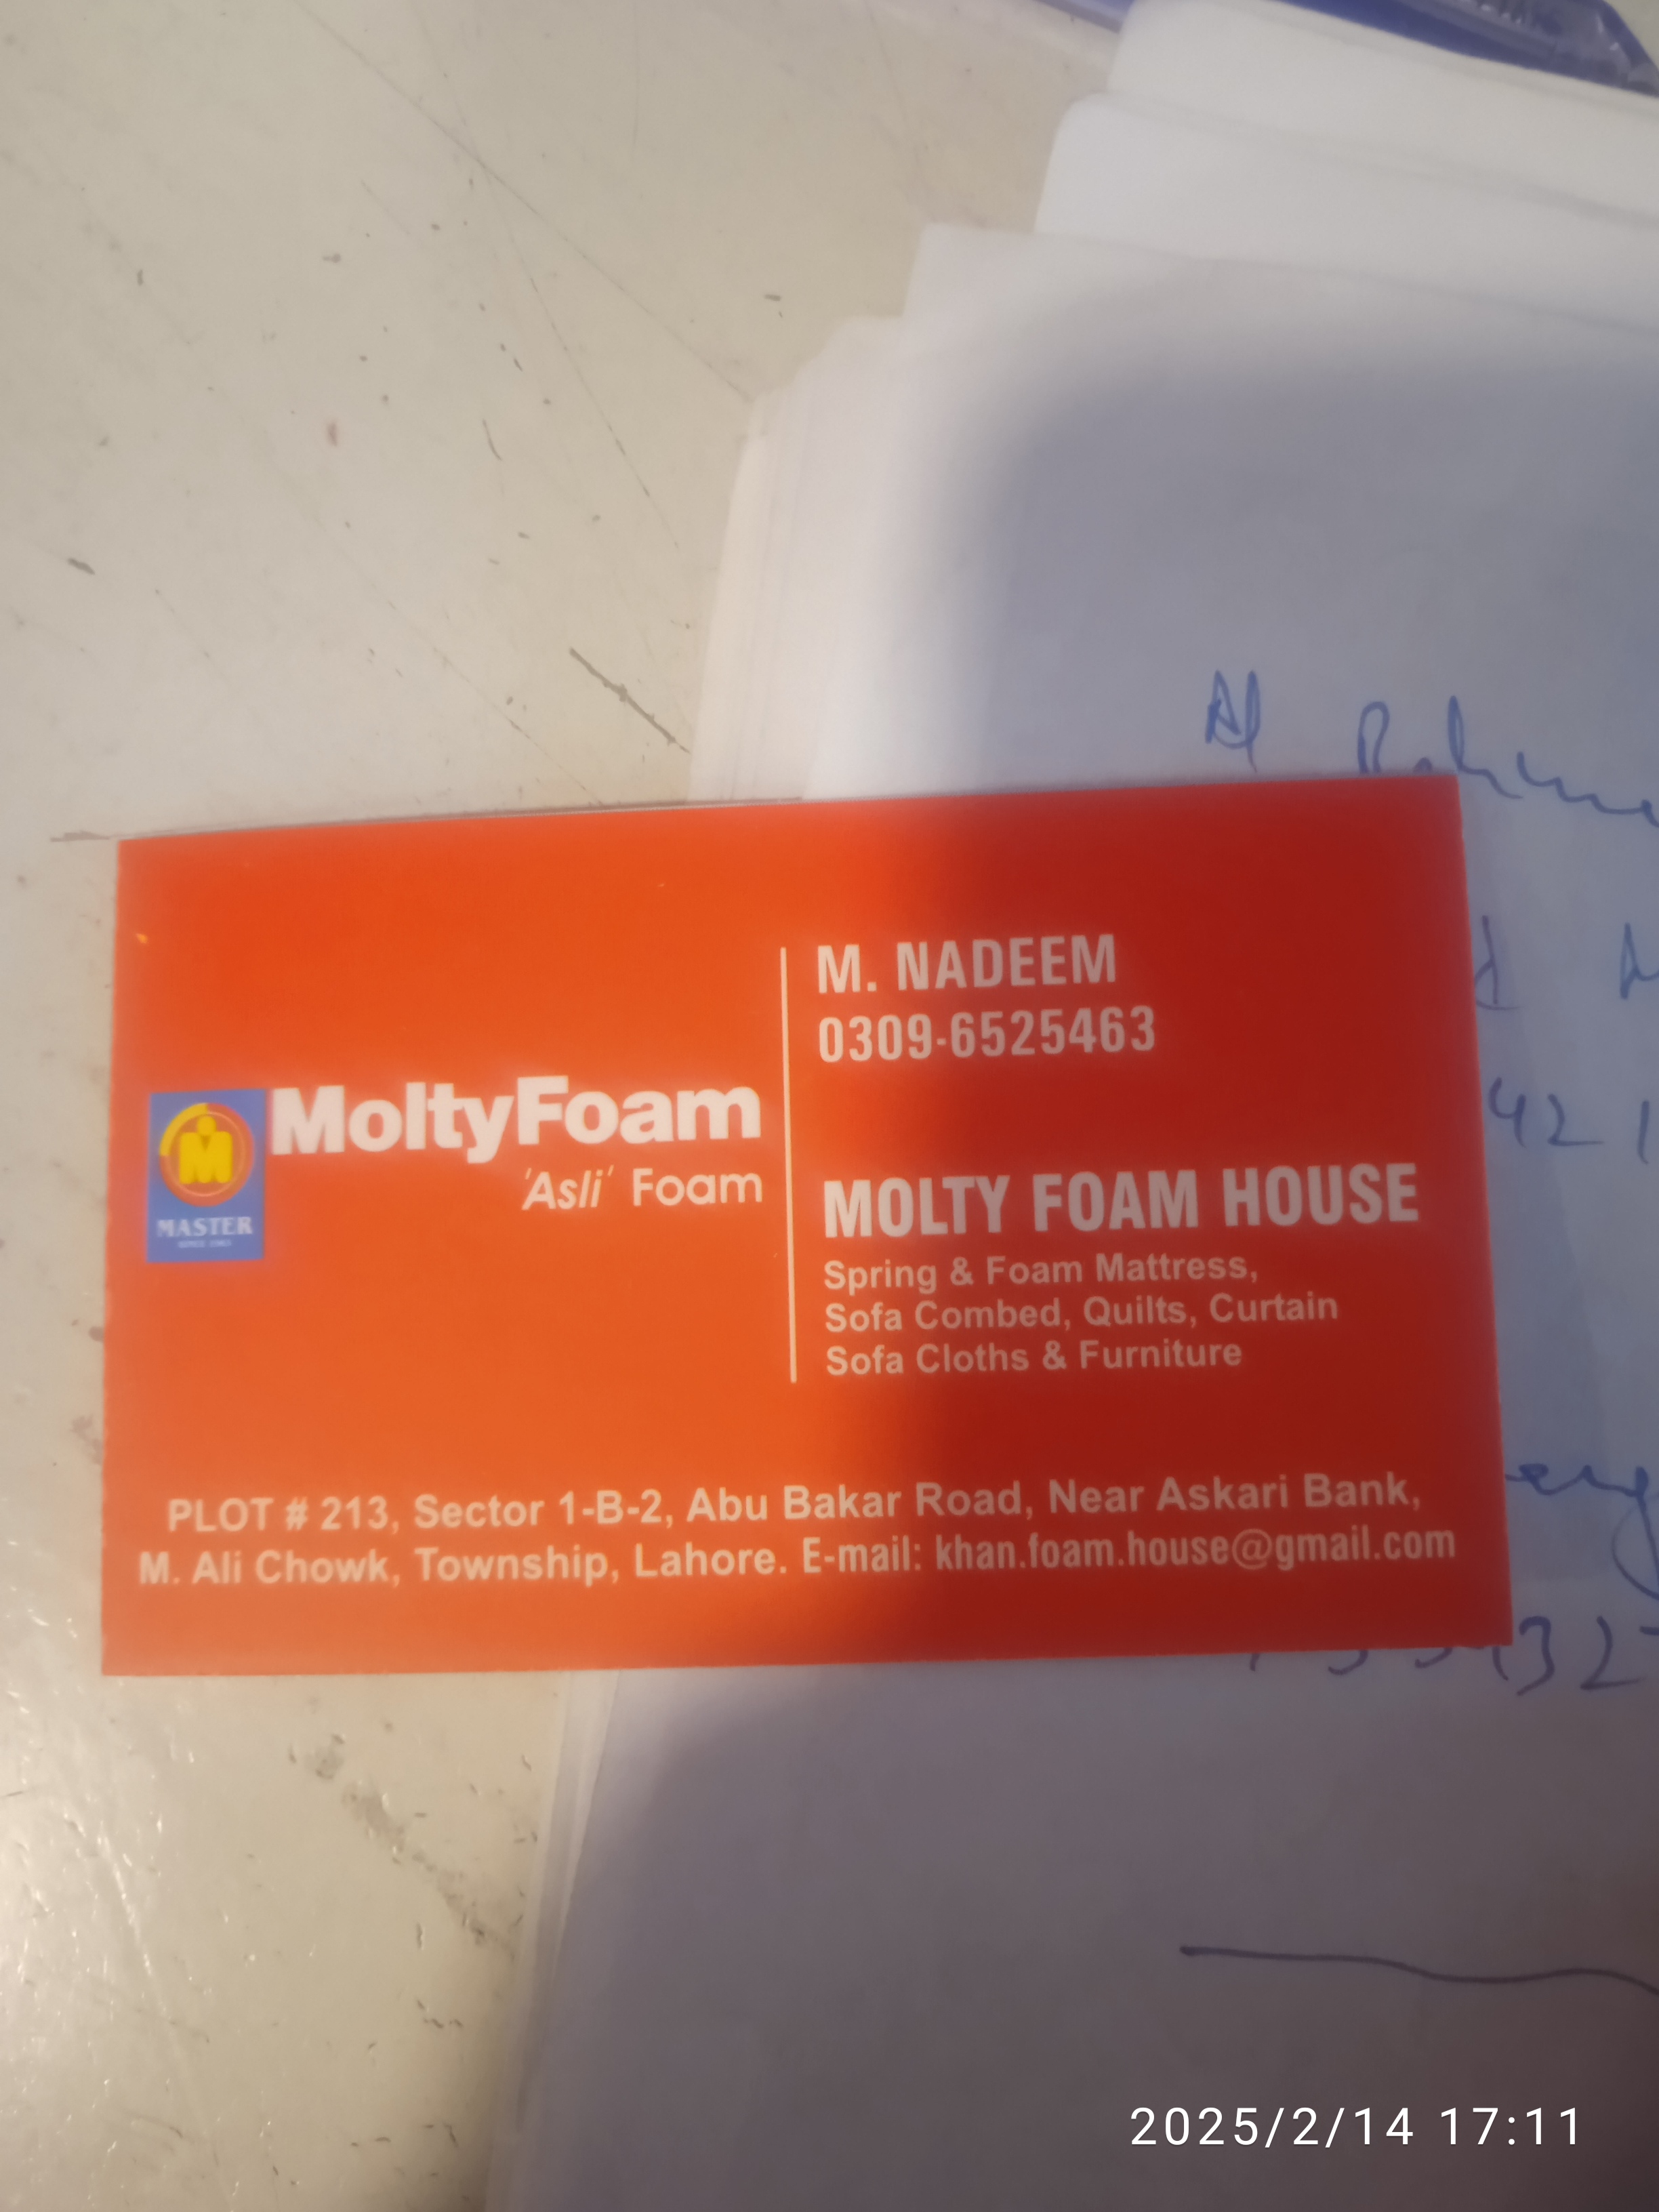 Al
M. NADEEM
0309-6525463
MoltyFoam
'Asli' Foam
MASTER
MOLTY FOAM HOUSE
Spring & Foam Mattress,
Sofa Combed, Quilts, Curtain
Sofa Cloths & Furniture
PLOT # 213, Sector 1-B-2, Abu Bakar Road, Near Askari Bank,
M. Ali Chowk, Township, Lahore. E-mail: khan.foam.house@gmail.com
2025/2/14 17:11